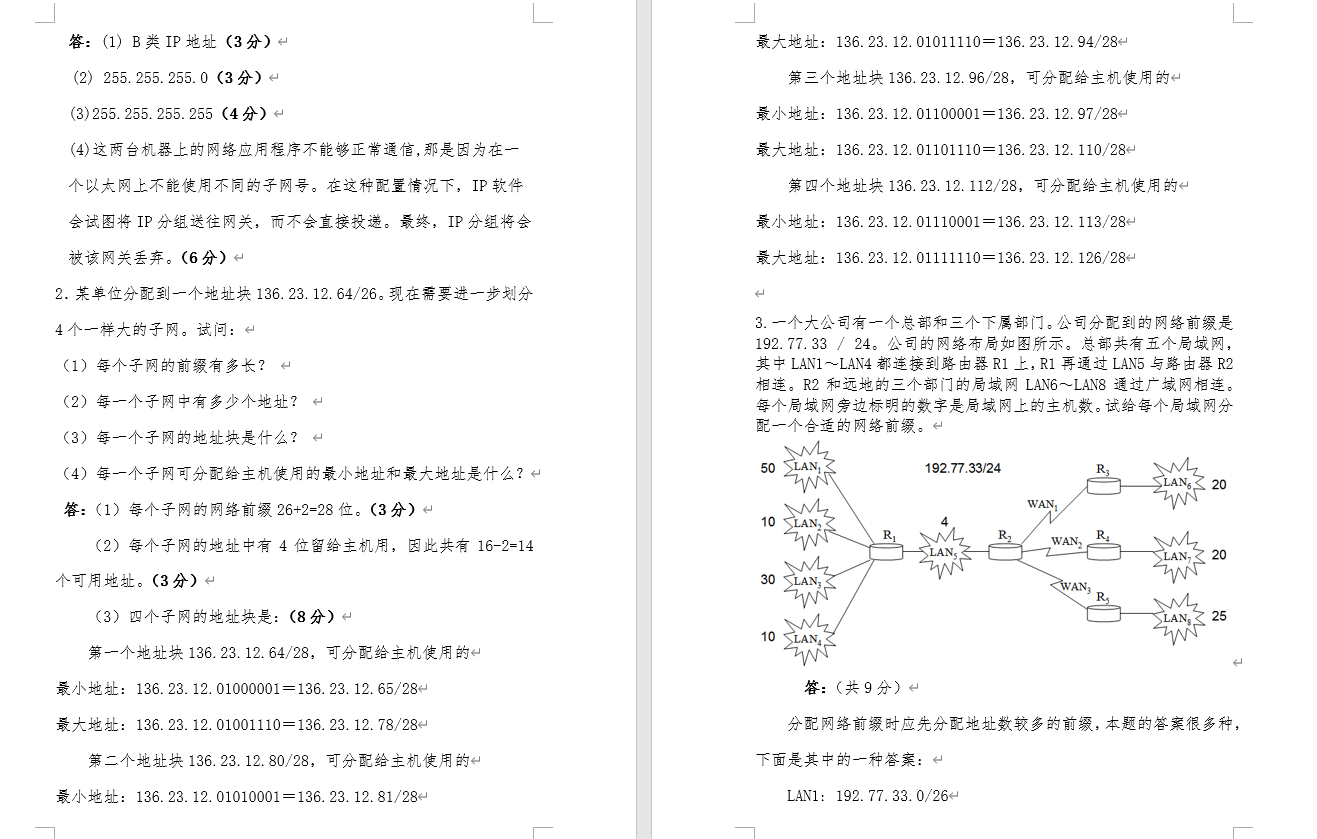 答：(1) B 类 IP 地址（3 分）
(2) 255.255.255.0（3 分）
(3)255.255.255.255（4 分）
(4)这两台机器上的网络应用程序不能够正常通信,那是因为在一
个以太网上不能使用不同的子网号。在这种配置情况下，IP 软件
会试图将 IP 分组送往网关，而不会直接投递。最终，IP 分组将会
被该网关丢弃。（6 分）
2．某单位分配到一个地址块 136.23.12.64/26。现在需要进一步划分
4 个一样大的子网。试问：
（1）每个子网的前缀有多长？
（2）每一个子网中有多少个地址？
（3）每一个子网的地址块是什么？
（4）每一个子网可分配给主机使用的最小地址和最大地址是什么？
答：（1）每个子网的网络前缀 26+2=28 位。（3 分）
（2）每个子网的地址中有 4 位留给主机用，因此共有 16-2=14
个可用地址。（3 分）
（3）四个子网的地址块是：（8 分）
第一个地址块 136.23.12.64/28，可分配给主机使用的
最小地址：136.23.12.01000001＝136.23.12.65/28
最大地址：136.23.12.01001110＝136.23.12.78/28
第二个地址块 136.23.12.80/28，可分配给主机使用的
最小地址：136.23.12.01010001＝136.23.12.81/28
最大地址：136.23.12.01011110＝136.23.12.94/28
第三个地址块 136.23.12.96/28，可分配给主机使用的
最小地址：136.23.12.01100001＝136.23.12.97/28
最大地址：136.23.12.01101110＝136.23.12.110/28
第四个地址块 136.23.12.112/28，可分配给主机使用的
最小地址：136.23.12.01110001＝136.23.12.113/28
最大地址：136.23.12.01111110＝136.23.12.126/28
3.一个大公司有一个总部和三个下属部门。公司分配到的网络前缀是
192.77.33 / 24。公司的网络布局如图所示。总部共有五个局域网，
其中 LAN1～LAN4 都连接到路由器 R1 上，R1 再通过 LAN5 与路由器 R2
相连。R2 和远地的三个部门的局域网 LAN6～LAN8 通过广域网相连。
每个局域网旁边标明的数字是局域网上的主机数。试给每个局域网分
配一个合适的网络前缀。
50 LAN1 192.77.33/24 R3 LAN6 20
WAN1
10 LAN2 4
R1 LAN5 R2 WAN2 R4 LAN7 20
30 LAN3 WAN3 R5
10 LAN4 LAN8 25
答：（共 9 分）
分配网络前缀时应先分配地址数较多的前缀，本题的答案很多种，
下面是其中的一种答案：
LAN1: 192.77.33.0/26